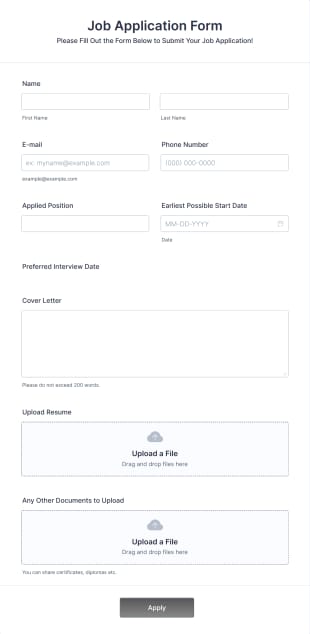 Job Application Form
Please Fill Out the Form Below to Submit Your Job Application!
Name
First Name
Last Name
E-mail
Phone Number
ex: myname@example.com
(000) 000-0000
example@example.com
Applied Position
Earliest Possible Start Date
MM-DD-YYYY
Date
Preferred Interview Date
Cover Letter
Please do not exceed 200 words.
Upload Resume
Upload a File
Drag and drop files here
Any Other Documents to Upload
Upload a File
Drag and drop files here
You can share certificates, diplomas etc.
Apply